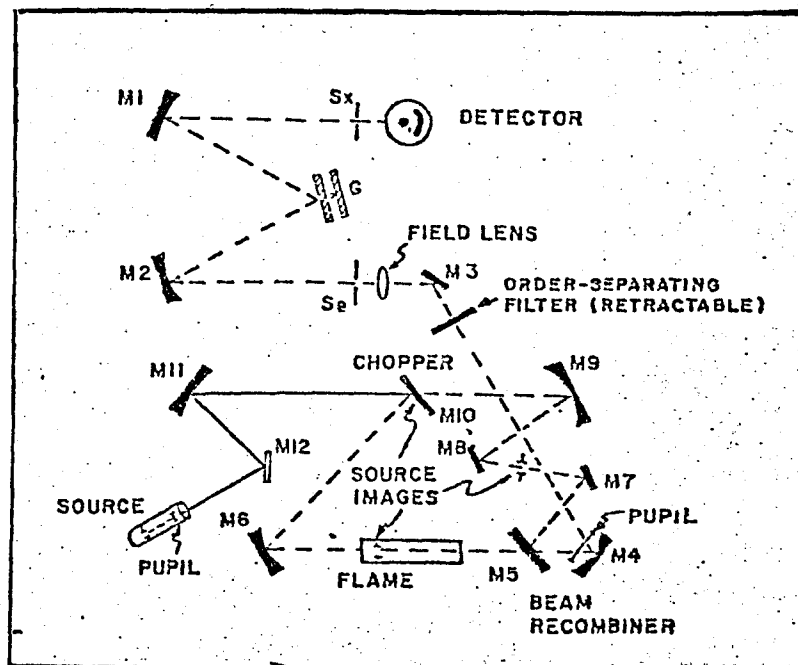 M1
Sx
DETECTOR
G
FIELD LENS
M2
Se
M3
ORDER-SEPARATING
FILTER (RETRACTABLE)
M11
CHOPPER
M9
M10
M8
M12
SOURCE
IMAGES
M7
SOURCE
PUPIL
M6
FLAME
M5
PUPIL
M4
BEAM
RECOMBINER